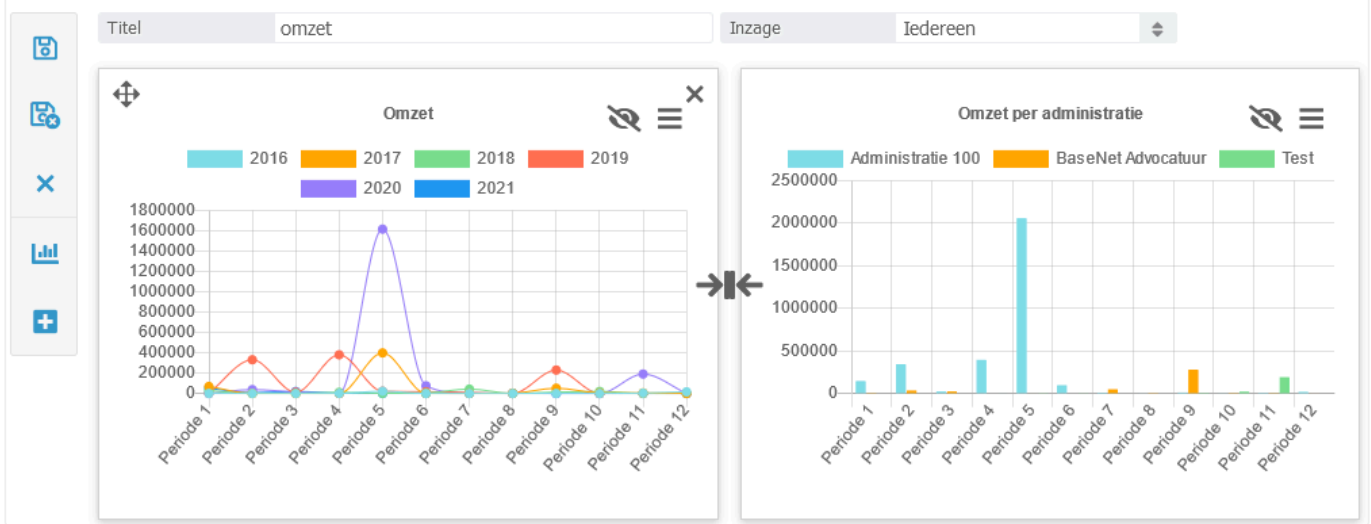 Titel omzet Inzage Iedereen
Omzet
2016 2017 2018 2019
2020 2021
1800000
1600000
1400000
1200000
1000000
800000
600000
400000
200000
0
Periode 1 Periode 2 Periode 3 Periode 4 Periode 5 Periode 6 Periode 7 Periode 8 Periode 9 Periode 10 Periode 11 Periode 12
Omzet per administratie
Administratie 100 BaseNet Advocatuur Test
2500000
2000000
1500000
1000000
500000
0
Periode 1 Periode 2 Periode 3 Periode 4 Periode 5 Periode 6 Periode 7 Periode 8 Periode 9 Periode 10 Periode 11 Periode 12